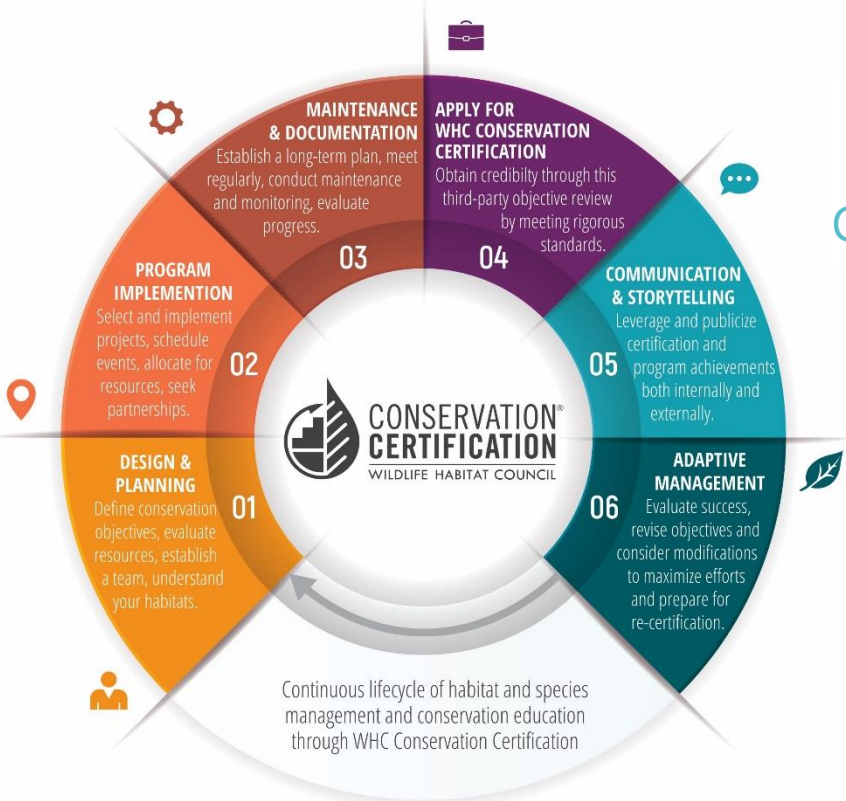 DESIGN &
PLANNING
Define conservation
objectives, evaluate
resources, establish
a team, understand
your habitats.
01
PROGRAM
IMPLEMENTION
Select and implement
projects, schedule
events, allocate for
resources, seek
partnerships.
02
MAINTENANCE
& DOCUMENTATION
Establish a long-term plan, meet
regularly, conduct maintenance
and monitoring, evaluate
progress.
03
APPLY FOR
WHC CONSERVATION
CERTIFICATION
Obtain credibilty through this
third-party objective review
by meeting rigorous
standards.
04
COMMUNICATION
& STORYTELLING
Leverage and publicize
certification and
program achievements
both internally and
externally.
05
ADAPTIVE
MANAGEMENT
Evaluate success,
revise objectives and
consider modifications
to maximize efforts
and prepare for
re-certification.
06
CONSERVATION®
CERTIFICATION
WILDLIFE HABITAT COUNCIL
Continuous lifecycle of habitat and species
management and conservation education
through WHC Conservation Certification